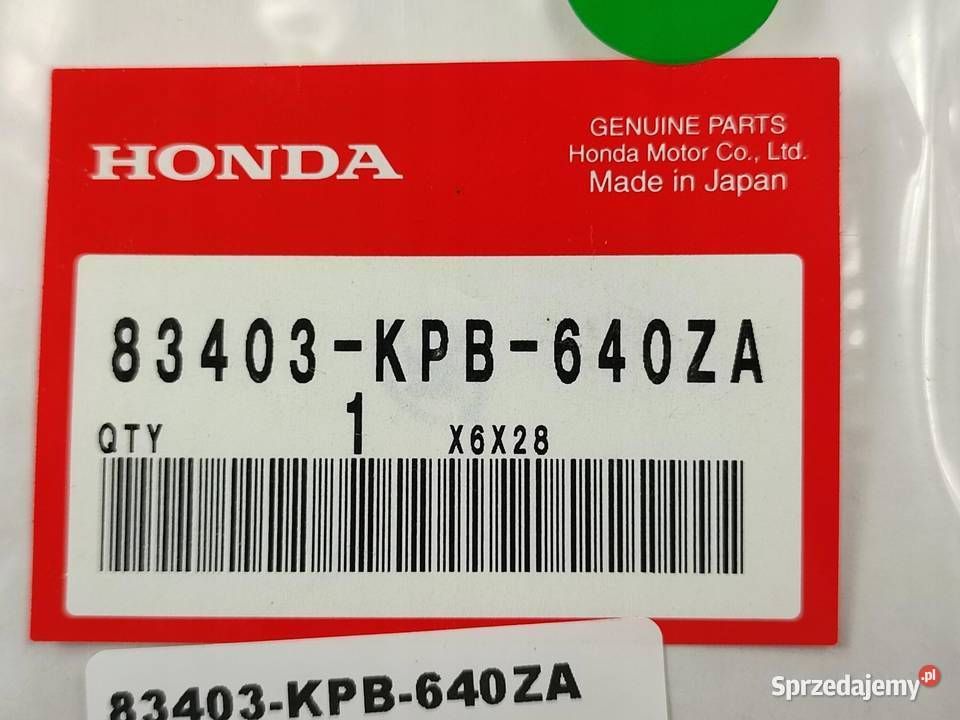 HONDA
GENUINE PARTS
Honda Motor Co., Ltd.
Made in Japan
83403-KPB-640ZA
QTY 1 X6X28
83403-KPB-640ZA
Sprzedajemy.pl